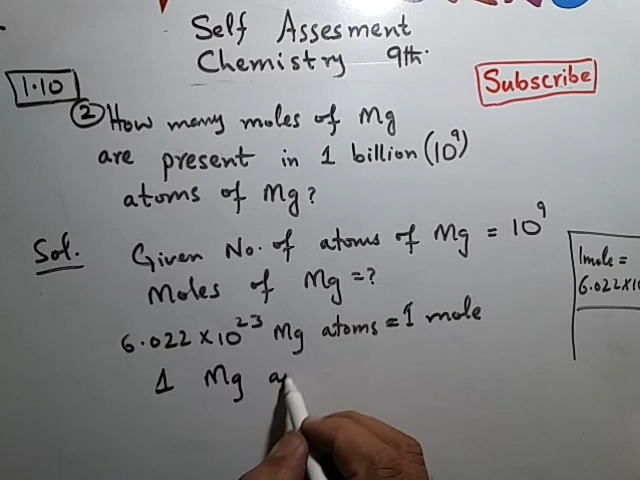 Self Assesment
Chemistry 9th.
Subscribe
1.10
② How many moles of Mg
are present in 1 billion (10⁹)
atoms of Mg?
Sol. Given No. of atoms of Mg = 10⁹
Moles of Mg = ?
6.022 × 10²³ Mg atoms = 1 mole
1 Mg a
1mole =
6.022 × 10